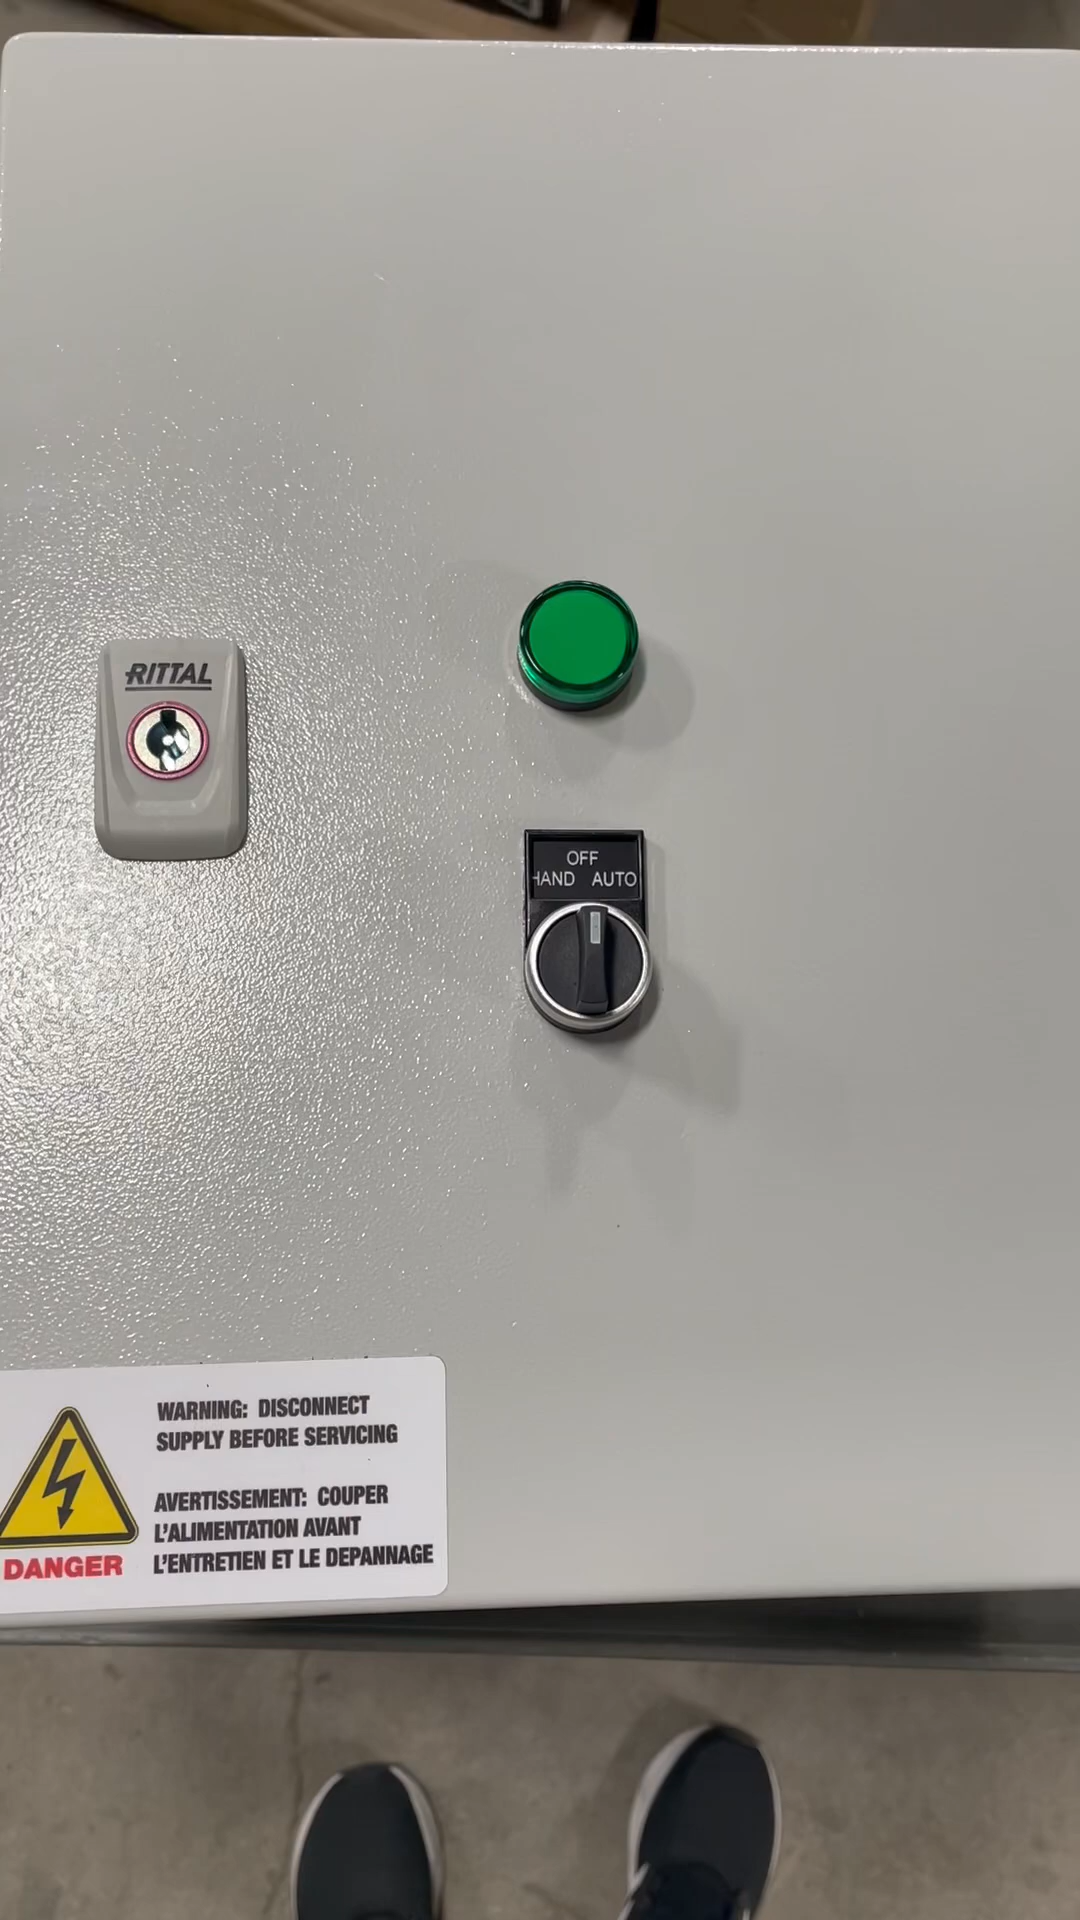 RITTAL
OFF
HAND AUTO
WARNING: DISCONNECT
SUPPLY BEFORE SERVICING
AVERTISSEMENT: COUPER
L'ALIMENTATION AVANT
L'ENTRETIEN ET LE DEPANNAGE
DANGER